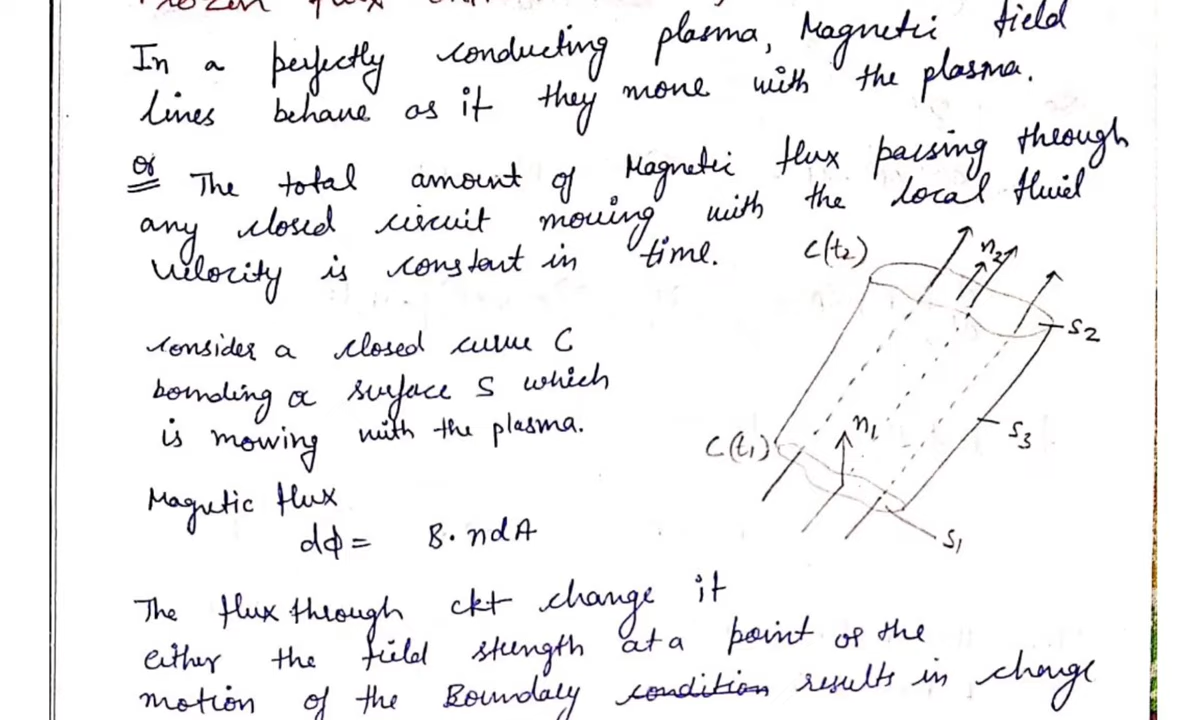 Frozen flux
In a perfectly conducting plasma, Magnetic field
lines behave as if they move with the plasma.
or The total amount of Magnetic flux passing through
any closed circuit moving with the local fluid
velocity is constant in time.
C(t₂)
n₂
S₂
consider a closed curve C
bounding a surface S which
is mowing with the plasma.
C(t₁)
n₁
S₃
S₁
Magnetic flux
dϕ = B. n d A
The flux through ckt change if
either the field stength at a point or the
motion of the Boundary condition results in change